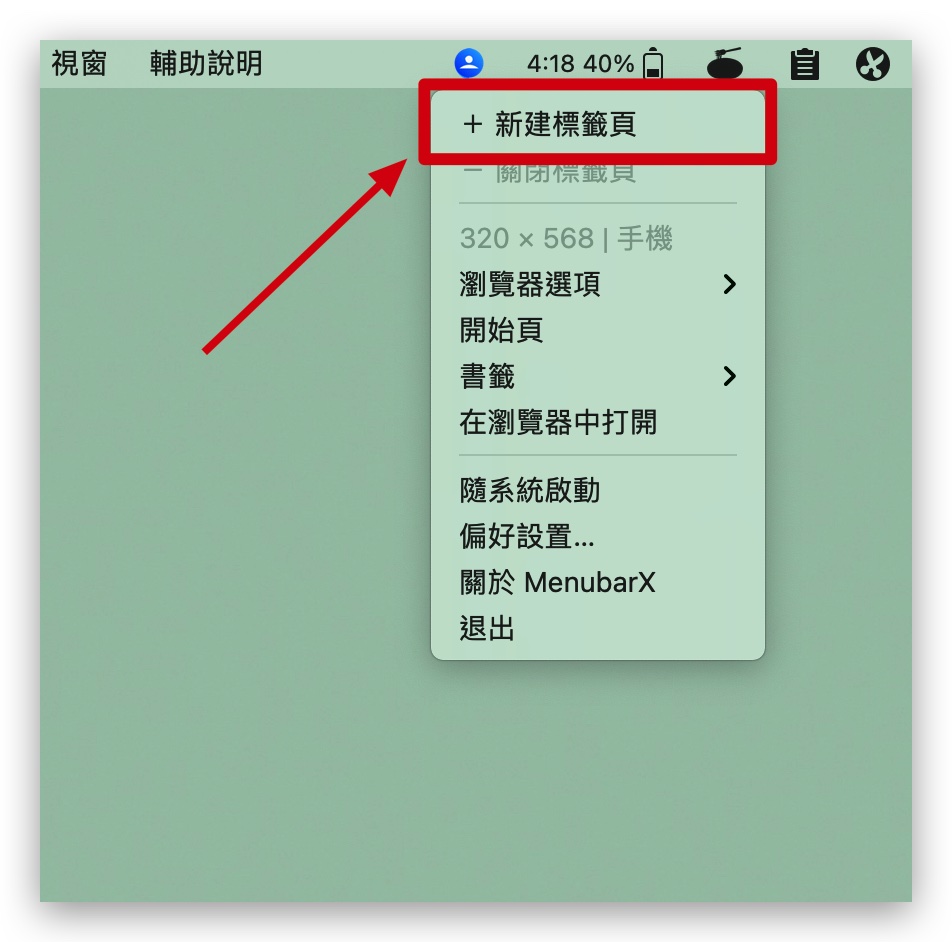 視窗 輔助說明 4:18 40%
+ 新建標籤頁
− 關閉標籤頁
320 × 568 | 手機
瀏覽器選項
開始頁
書籤
在瀏覽器中打開
隨系統啟動
偏好設置...
關於 MenubarX
退出